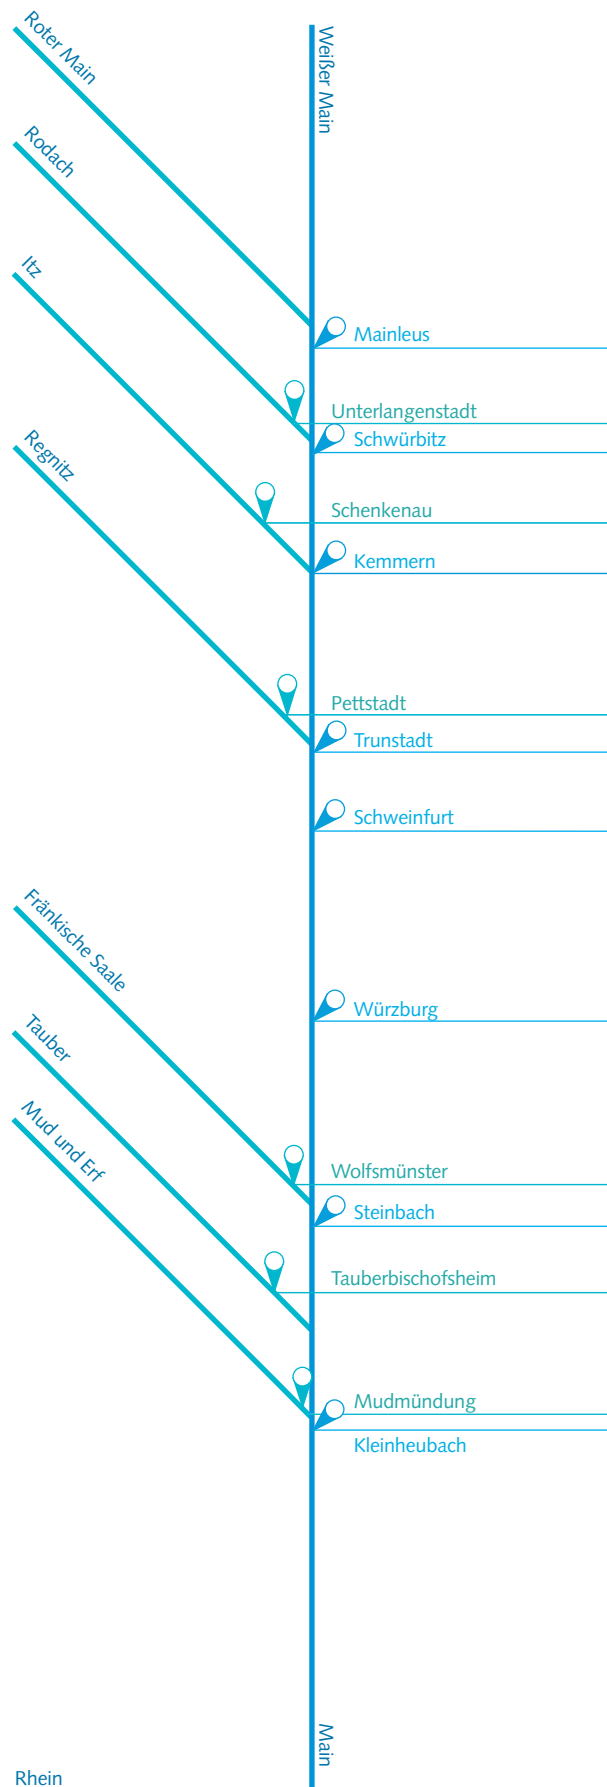 Roter Main
Weißer Main
Rodach
Itz
Mainleus
Unterlangenstadt
Schwürbitz
Regnitz
Schenkenau
Kemmern
Pettstadt
Trunstadt
Schweinfurt
Fränkische Saale
Würzburg
Tauber
Mud und Erf
Wolfsmünster
Steinbach
Tauberbischofsheim
Mudmündung
Kleinheubach
Main
Rhein